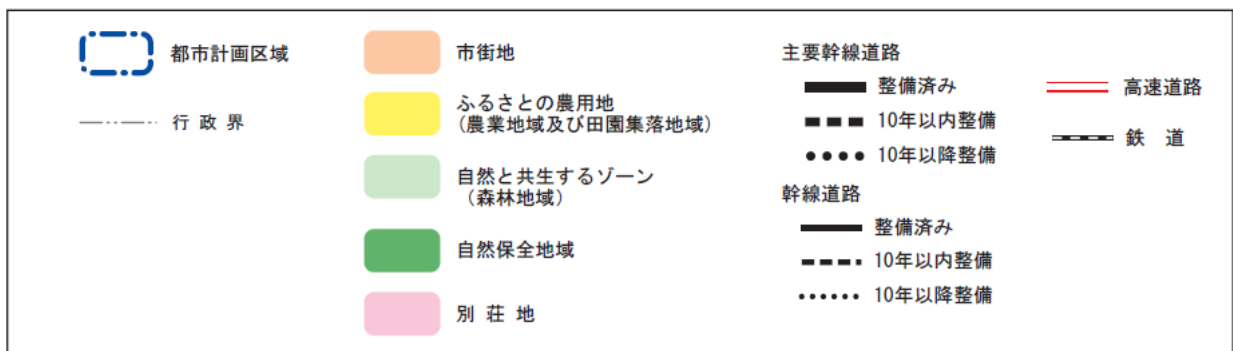 都市計画区域
行政界
市街地
ふるさとの農用地
（農業地域及び田園集落地域）
自然と共生するゾーン
（森林地域）
自然保全地域
別荘地
主要幹線道路
整備済み
10年以内整備
10年以降整備
幹線道路
整備済み
10年以内整備
10年以降整備
高速道路
鉄道